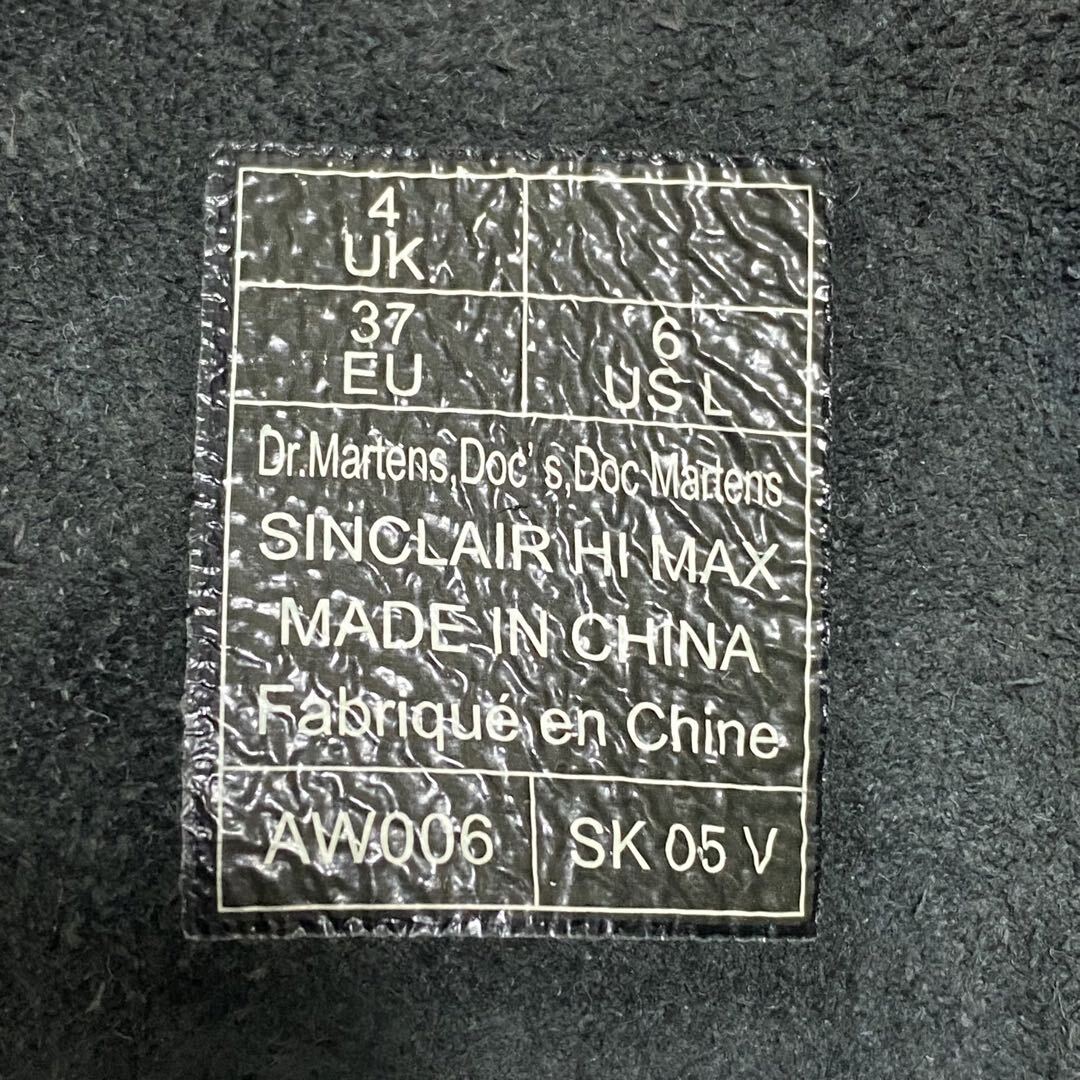 4
UK
37
EU
6
US L
Dr.Martens,Doc's,Doc Martens
SINCLAIR HI MAX
MADE IN CHINA
Fabriqué en Chine
AW006
SK 05 V